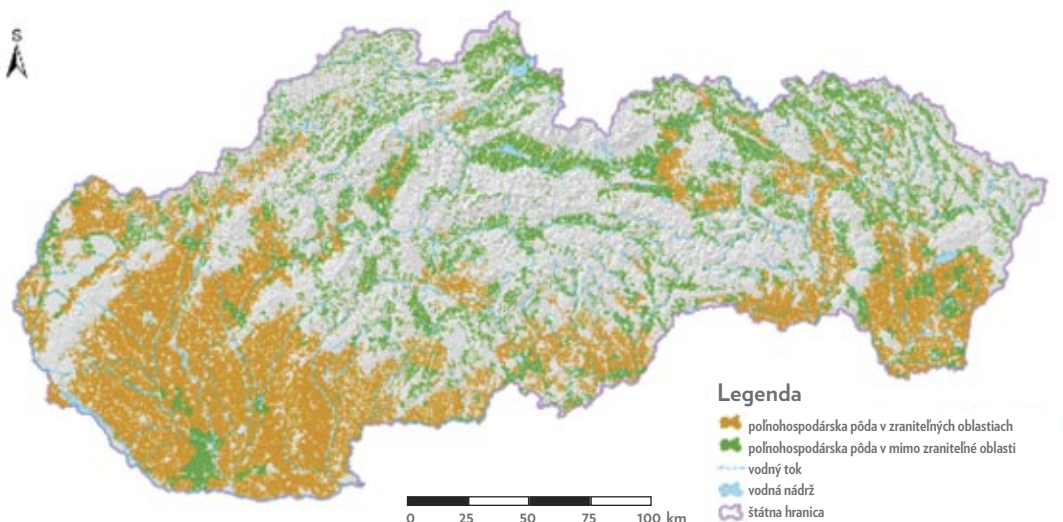 S
Legenda
poľnohospodárska pôda v zraniteľných oblastiach
poľnohospodárska pôda v mimo zraniteľné oblasti
vodný tok
vodná nádrž
štátna hranica
0 25 50 75 100 km